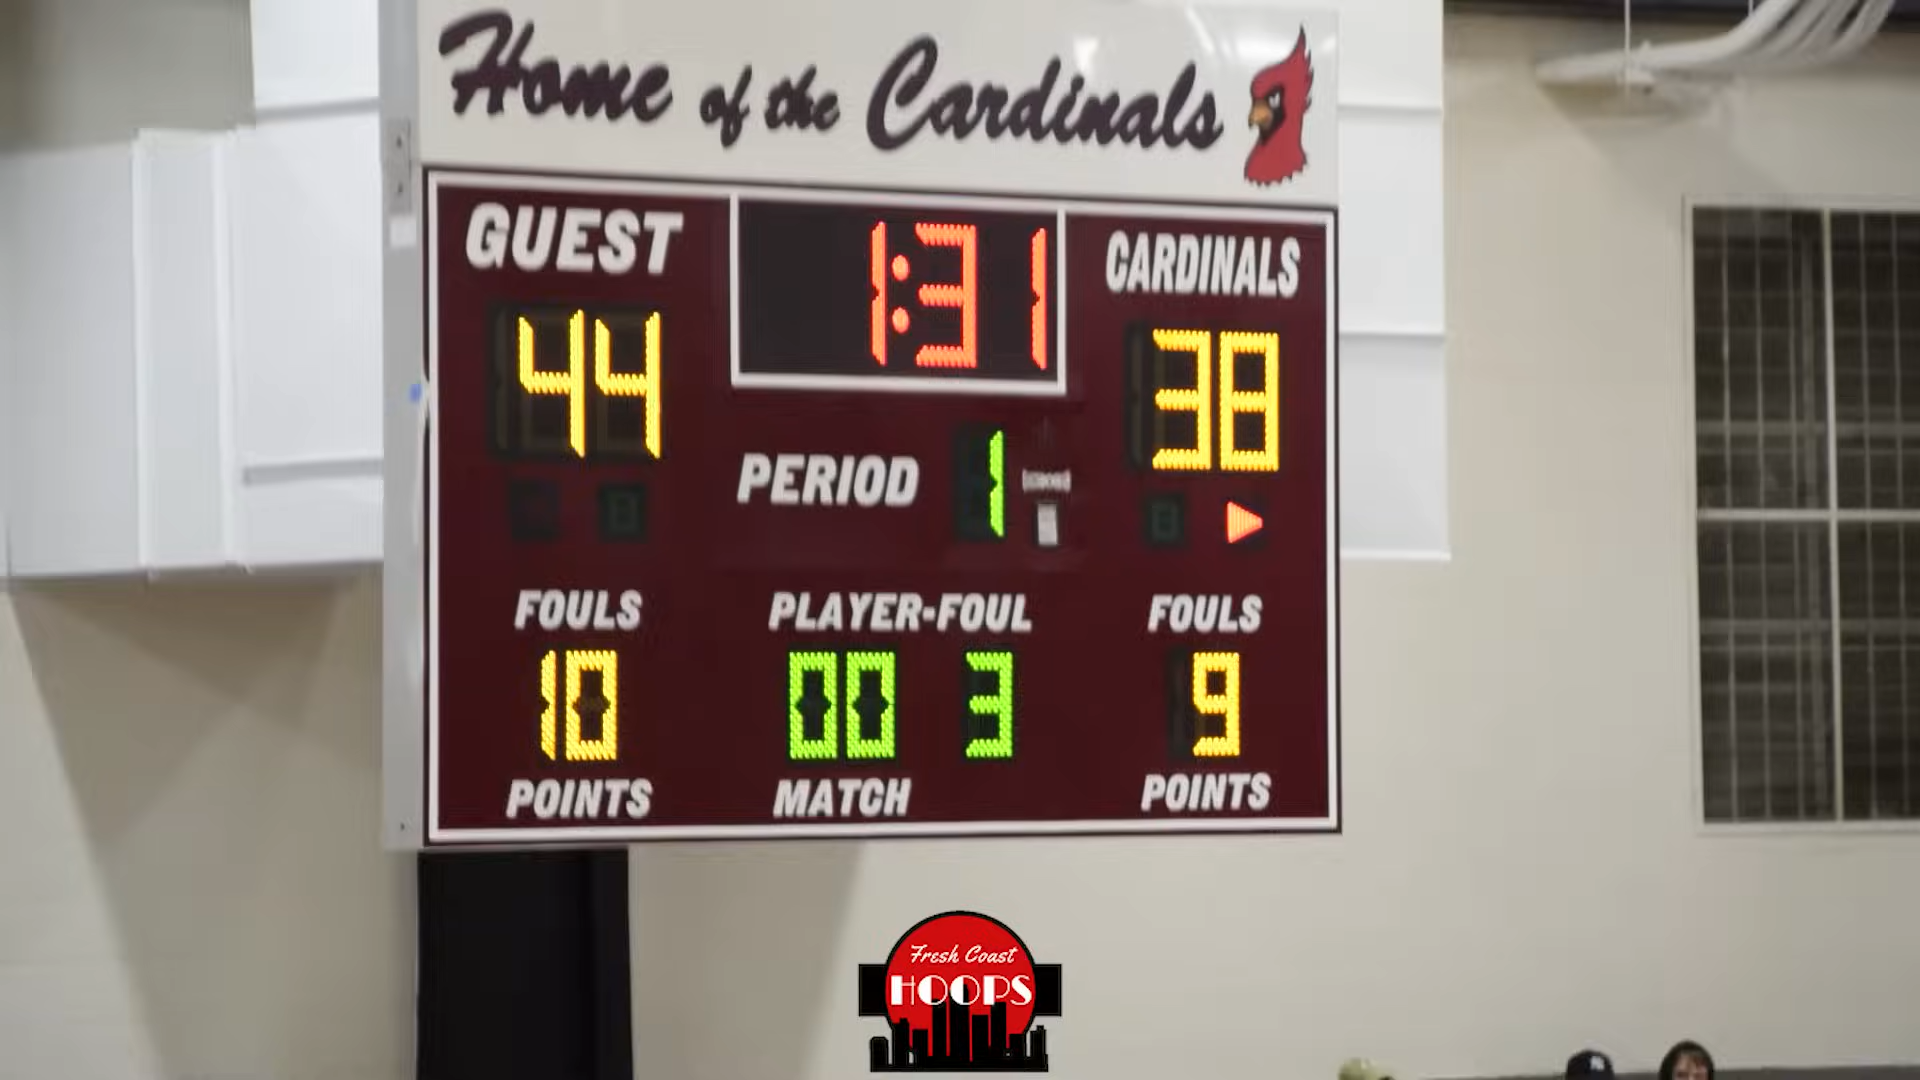 Home of the Cardinals
GUEST
1:31
CARDINALS
44
38
PERIOD 1
FOULS
PLAYER-FOUL
FOULS
10
00 3
9
POINTS
MATCH
POINTS
Fresh Coast
HOOPS